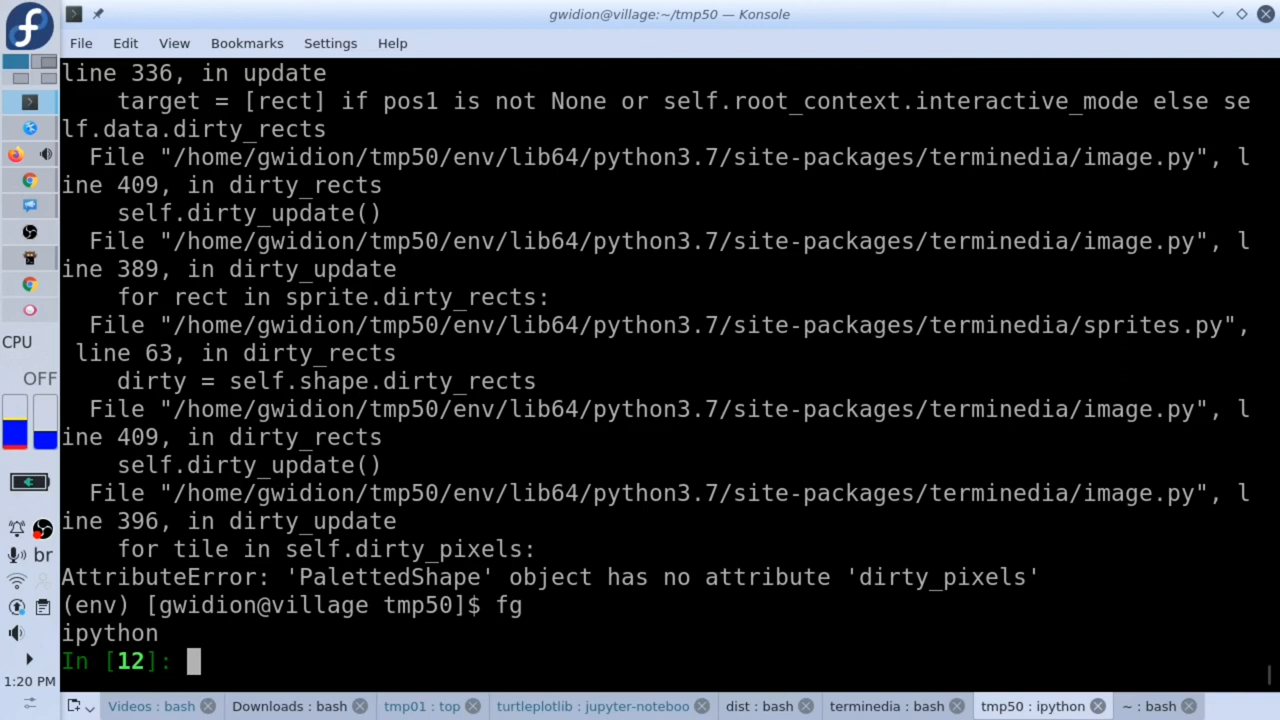 gwidion@village:~/tmp50 — Konsole
File Edit View Bookmarks Settings Help
line 336, in update
    target = [rect] if pos1 is not None or self.root_context.interactive_mode else se
lf.data.dirty_rects
  File "/home/gwidion/tmp50/env/lib64/python3.7/site-packages/terminedia/image.py", l
ine 409, in dirty_rects
    self.dirty_update()
  File "/home/gwidion/tmp50/env/lib64/python3.7/site-packages/terminedia/image.py", l
ine 389, in dirty_update
    for rect in sprite.dirty_rects:
  File "/home/gwidion/tmp50/env/lib64/python3.7/site-packages/terminedia/sprites.py",
 line 63, in dirty_rects
    dirty = self.shape.dirty_rects
  File "/home/gwidion/tmp50/env/lib64/python3.7/site-packages/terminedia/image.py", l
ine 409, in dirty_rects
    self.dirty_update()
  File "/home/gwidion/tmp50/env/lib64/python3.7/site-packages/terminedia/image.py", l
ine 396, in dirty_update
    for tile in self.dirty_pixels:
AttributeError: 'PalettedShape' object has no attribute 'dirty_pixels'
(env) [gwidion@village tmp50]$ fg
ipython
In [12]:
CPU
OFF
br
1:20 PM
Videos : bash Downloads : bash tmp01 : top turtleplotlib : jupyter-noteboo dist : bash terminedia : bash tmp50 : ipython ~ : bash